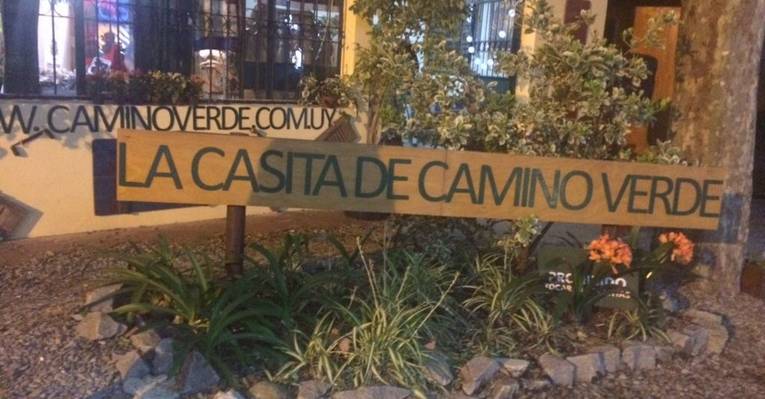 W. CAMINOVERDE.COM.UY
LA CASITA DE CAMINO VERDE